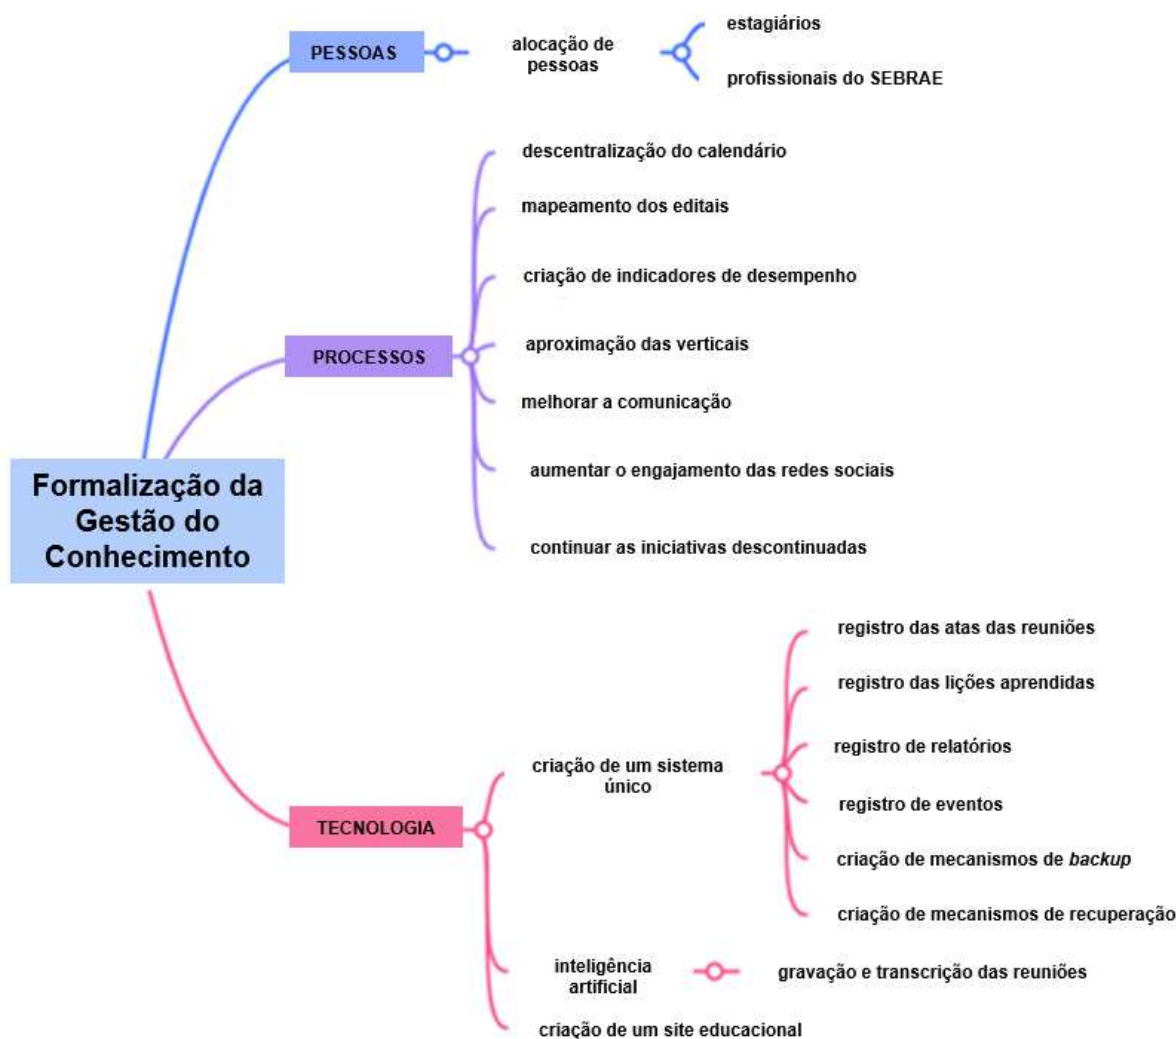 PESSOAS
alocação de
pessoas
estagiários
profissionais do SEBRAE
descentralização do calendário
mapeamento dos editais
criação de indicadores de desempenho
PROCESSOS
aproximação das verticais
melhorar a comunicação
aumentar o engajamento das redes sociais
continuar as iniciativas descontinuadas
Formalização da
Gestão do
Conhecimento
TECNOLOGIA
criação de um sistema
único
registro das atas das reuniões
registro das lições aprendidas
registro de relatórios
registro de eventos
criação de mecanismos de backup
criação de mecanismos de recuperação
inteligência
artificial
gravação e transcrição das reuniões
criação de um site educacional